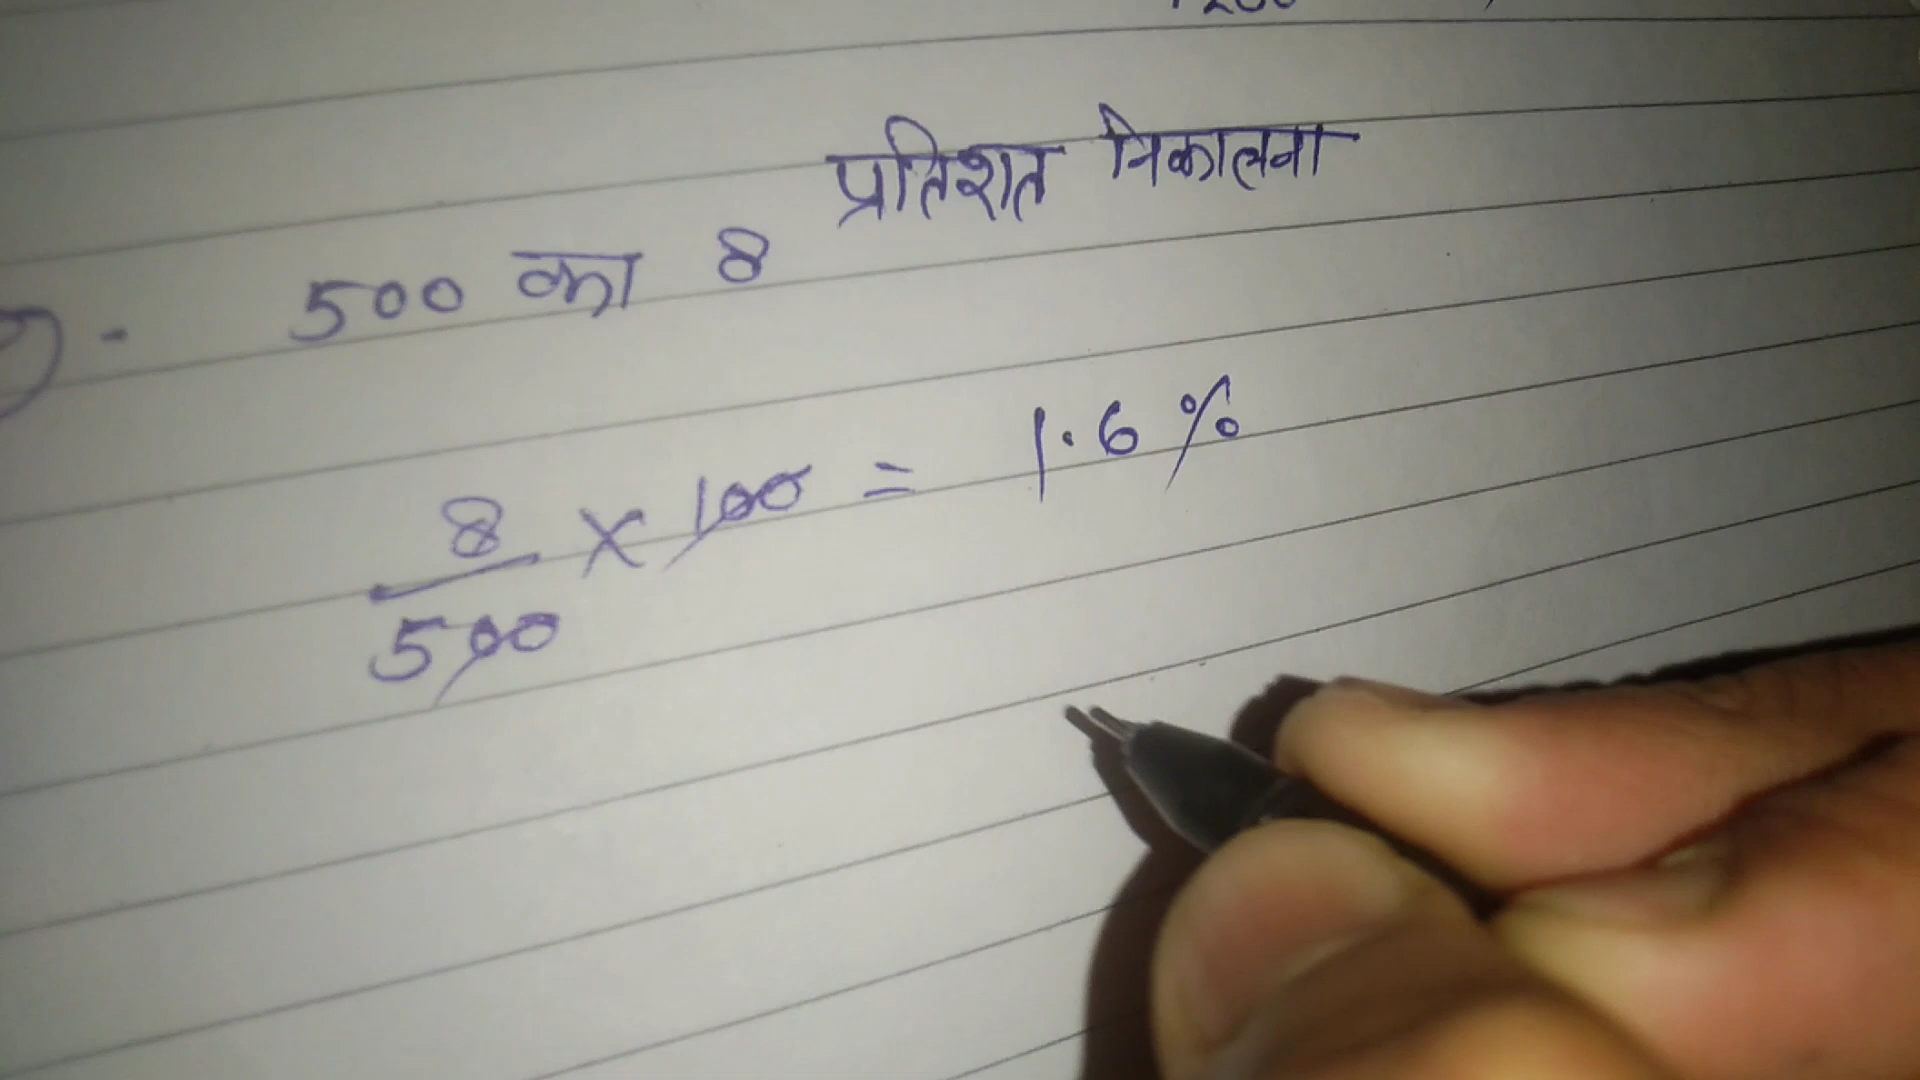 500 का 8 प्रतिशत निकालना
8/500 × 100 = 1.6 %